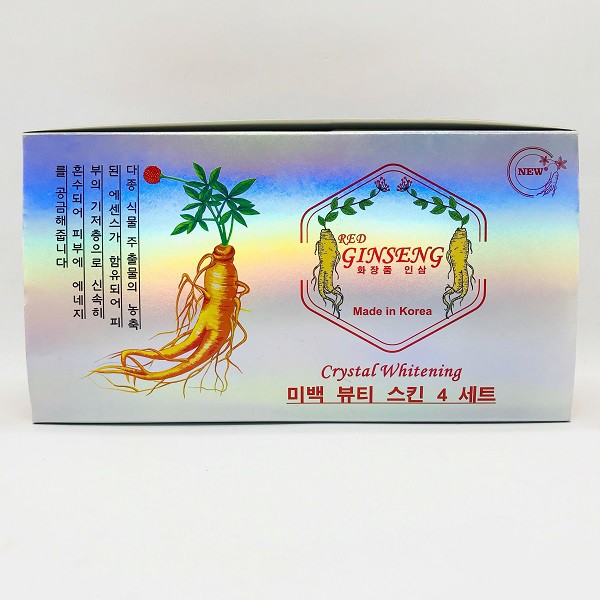 대종 식물 주출물의 농축
된 에센스가 함유되어 피
부의 기저층으로 신속히
혼수되어 피부에 에네지
를 공금해줍니다
NEW
RED
GINSENG
화장품 인삼
Made in Korea
Crystal Whitening
미백 뷰티 스킨 4 세트